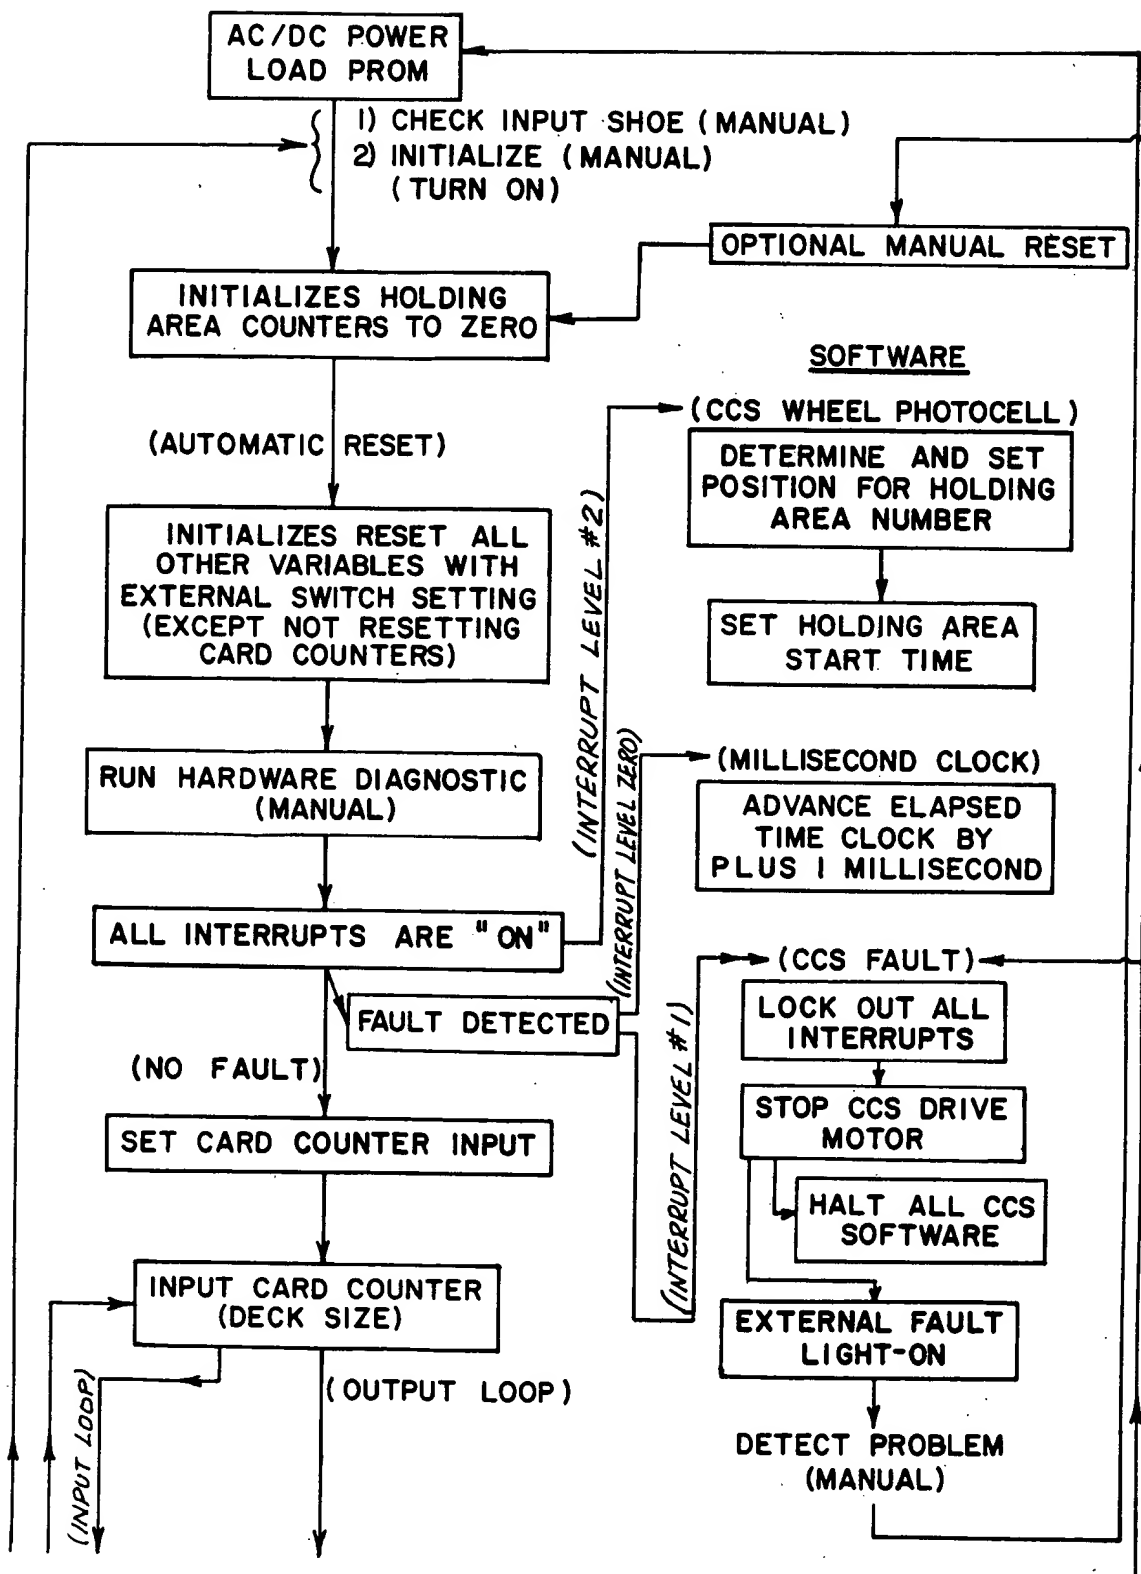 AC/DC POWER
LOAD PROM
1) CHECK INPUT SHOE (MANUAL)
2) INITIALIZE (MANUAL)
(TURN ON)
OPTIONAL MANUAL RESET
INITIALIZES HOLDING
AREA COUNTERS TO ZERO
(AUTOMATIC RESET)
INITIALIZES RESET ALL
OTHER VARIABLES WITH
EXTERNAL SWITCH SETTING
(EXCEPT NOT RESETTING
CARD COUNTERS)
RUN HARDWARE DIAGNOSTIC
(MANUAL)
ALL INTERRUPTS ARE "ON"
FAULT DETECTED
(NO FAULT)
SET CARD COUNTER INPUT
INPUT CARD COUNTER
(DECK SIZE)
(INPUT LOOP)
(OUTPUT LOOP)
(INTERRUPT LEVEL #2)
(INTERRUPT LEVEL ZERO)
(INTERRUPT LEVEL #1)
SOFTWARE
(CCS WHEEL PHOTOCELL)
DETERMINE AND SET
POSITION FOR HOLDING
AREA NUMBER
SET HOLDING AREA
START TIME
(MILLISECOND CLOCK)
ADVANCE ELAPSED
TIME CLOCK BY
PLUS 1 MILLISECOND
(CCS FAULT)
LOCK OUT ALL
INTERRUPTS
STOP CCS DRIVE
MOTOR
HALT ALL CCS
SOFTWARE
EXTERNAL FAULT
LIGHT-ON
DETECT PROBLEM
(MANUAL)